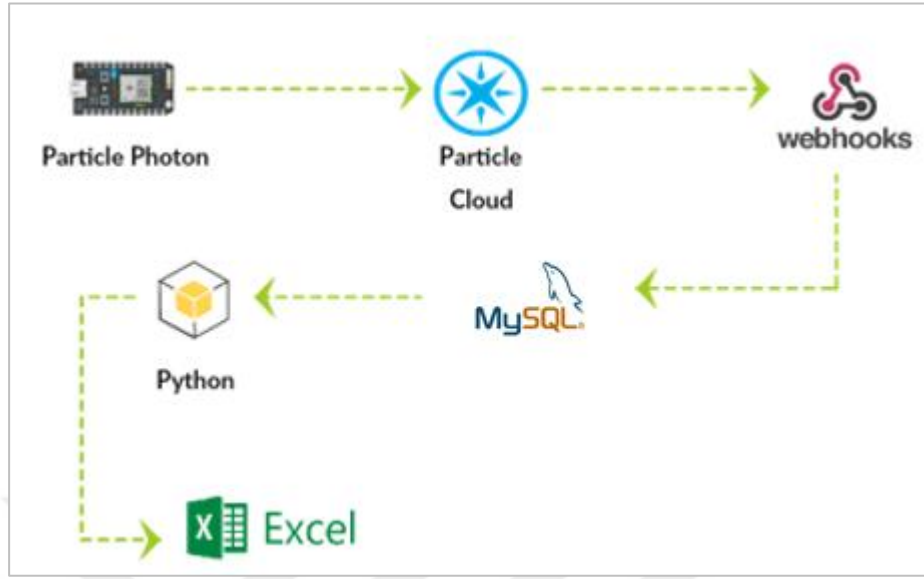 Particle Photon
Particle
Cloud
webhooks
MySQL
Python
X Excel